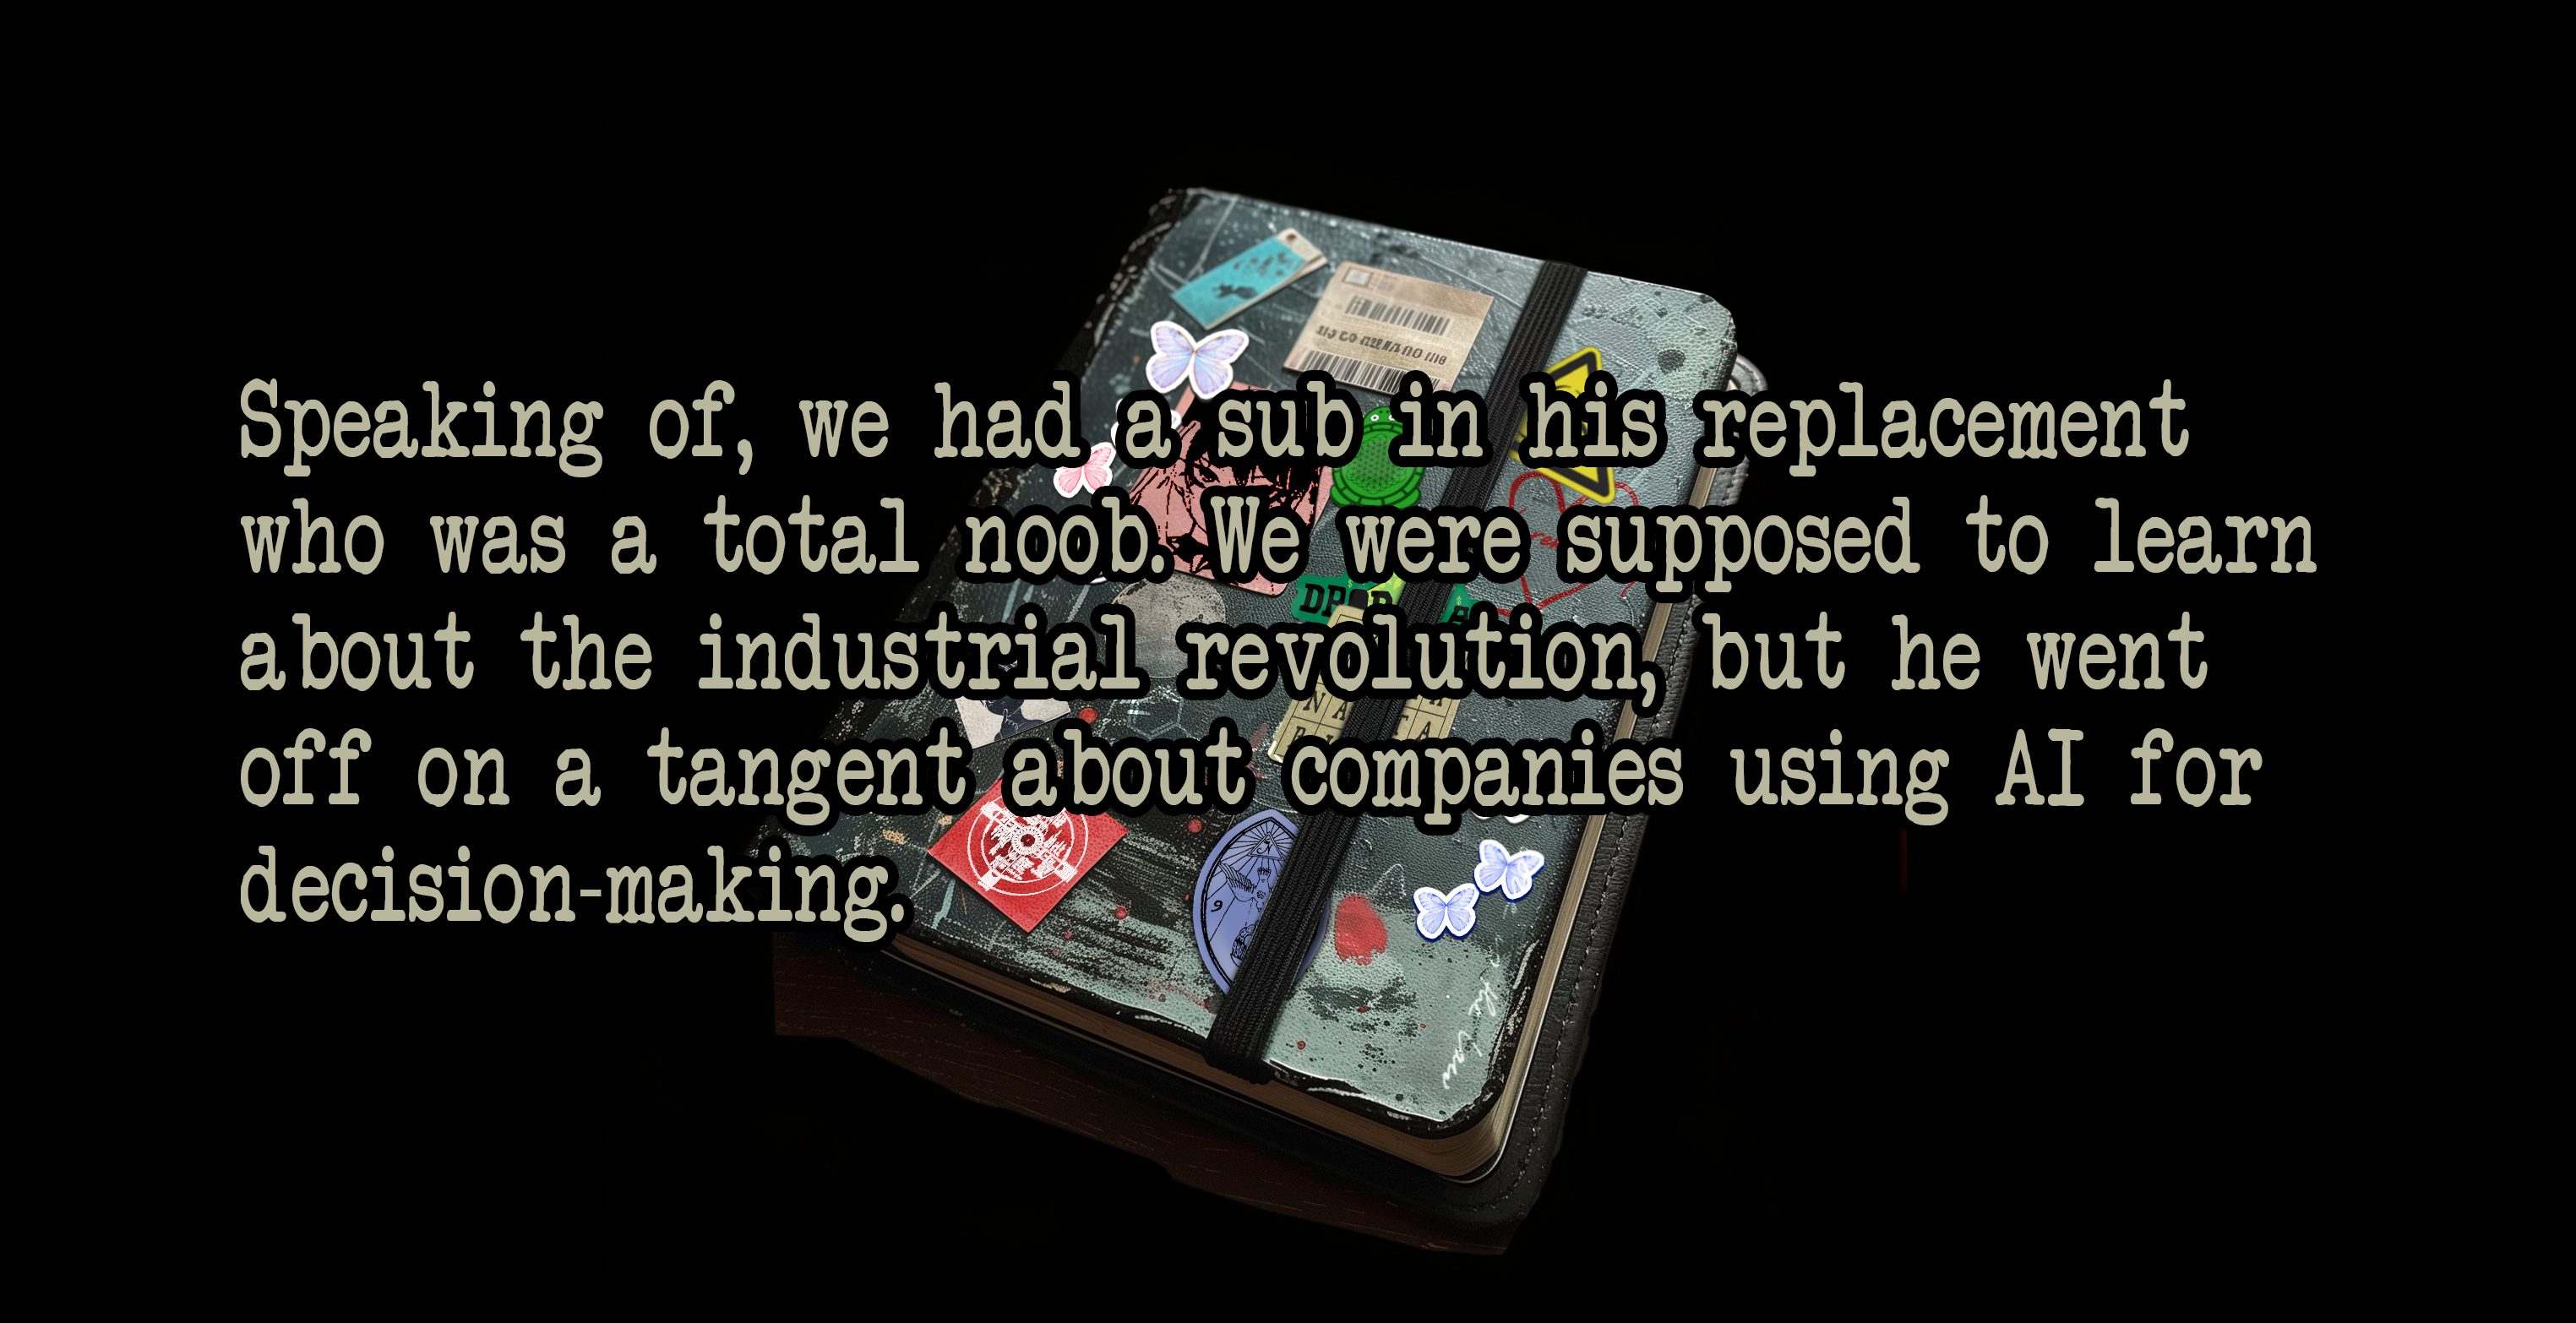 Speaking of, we had a sub in his replacement
who was a total noob. We were supposed to learn
about the industrial revolution, but he went
off on a tangent about companies using AI for
decision-making.